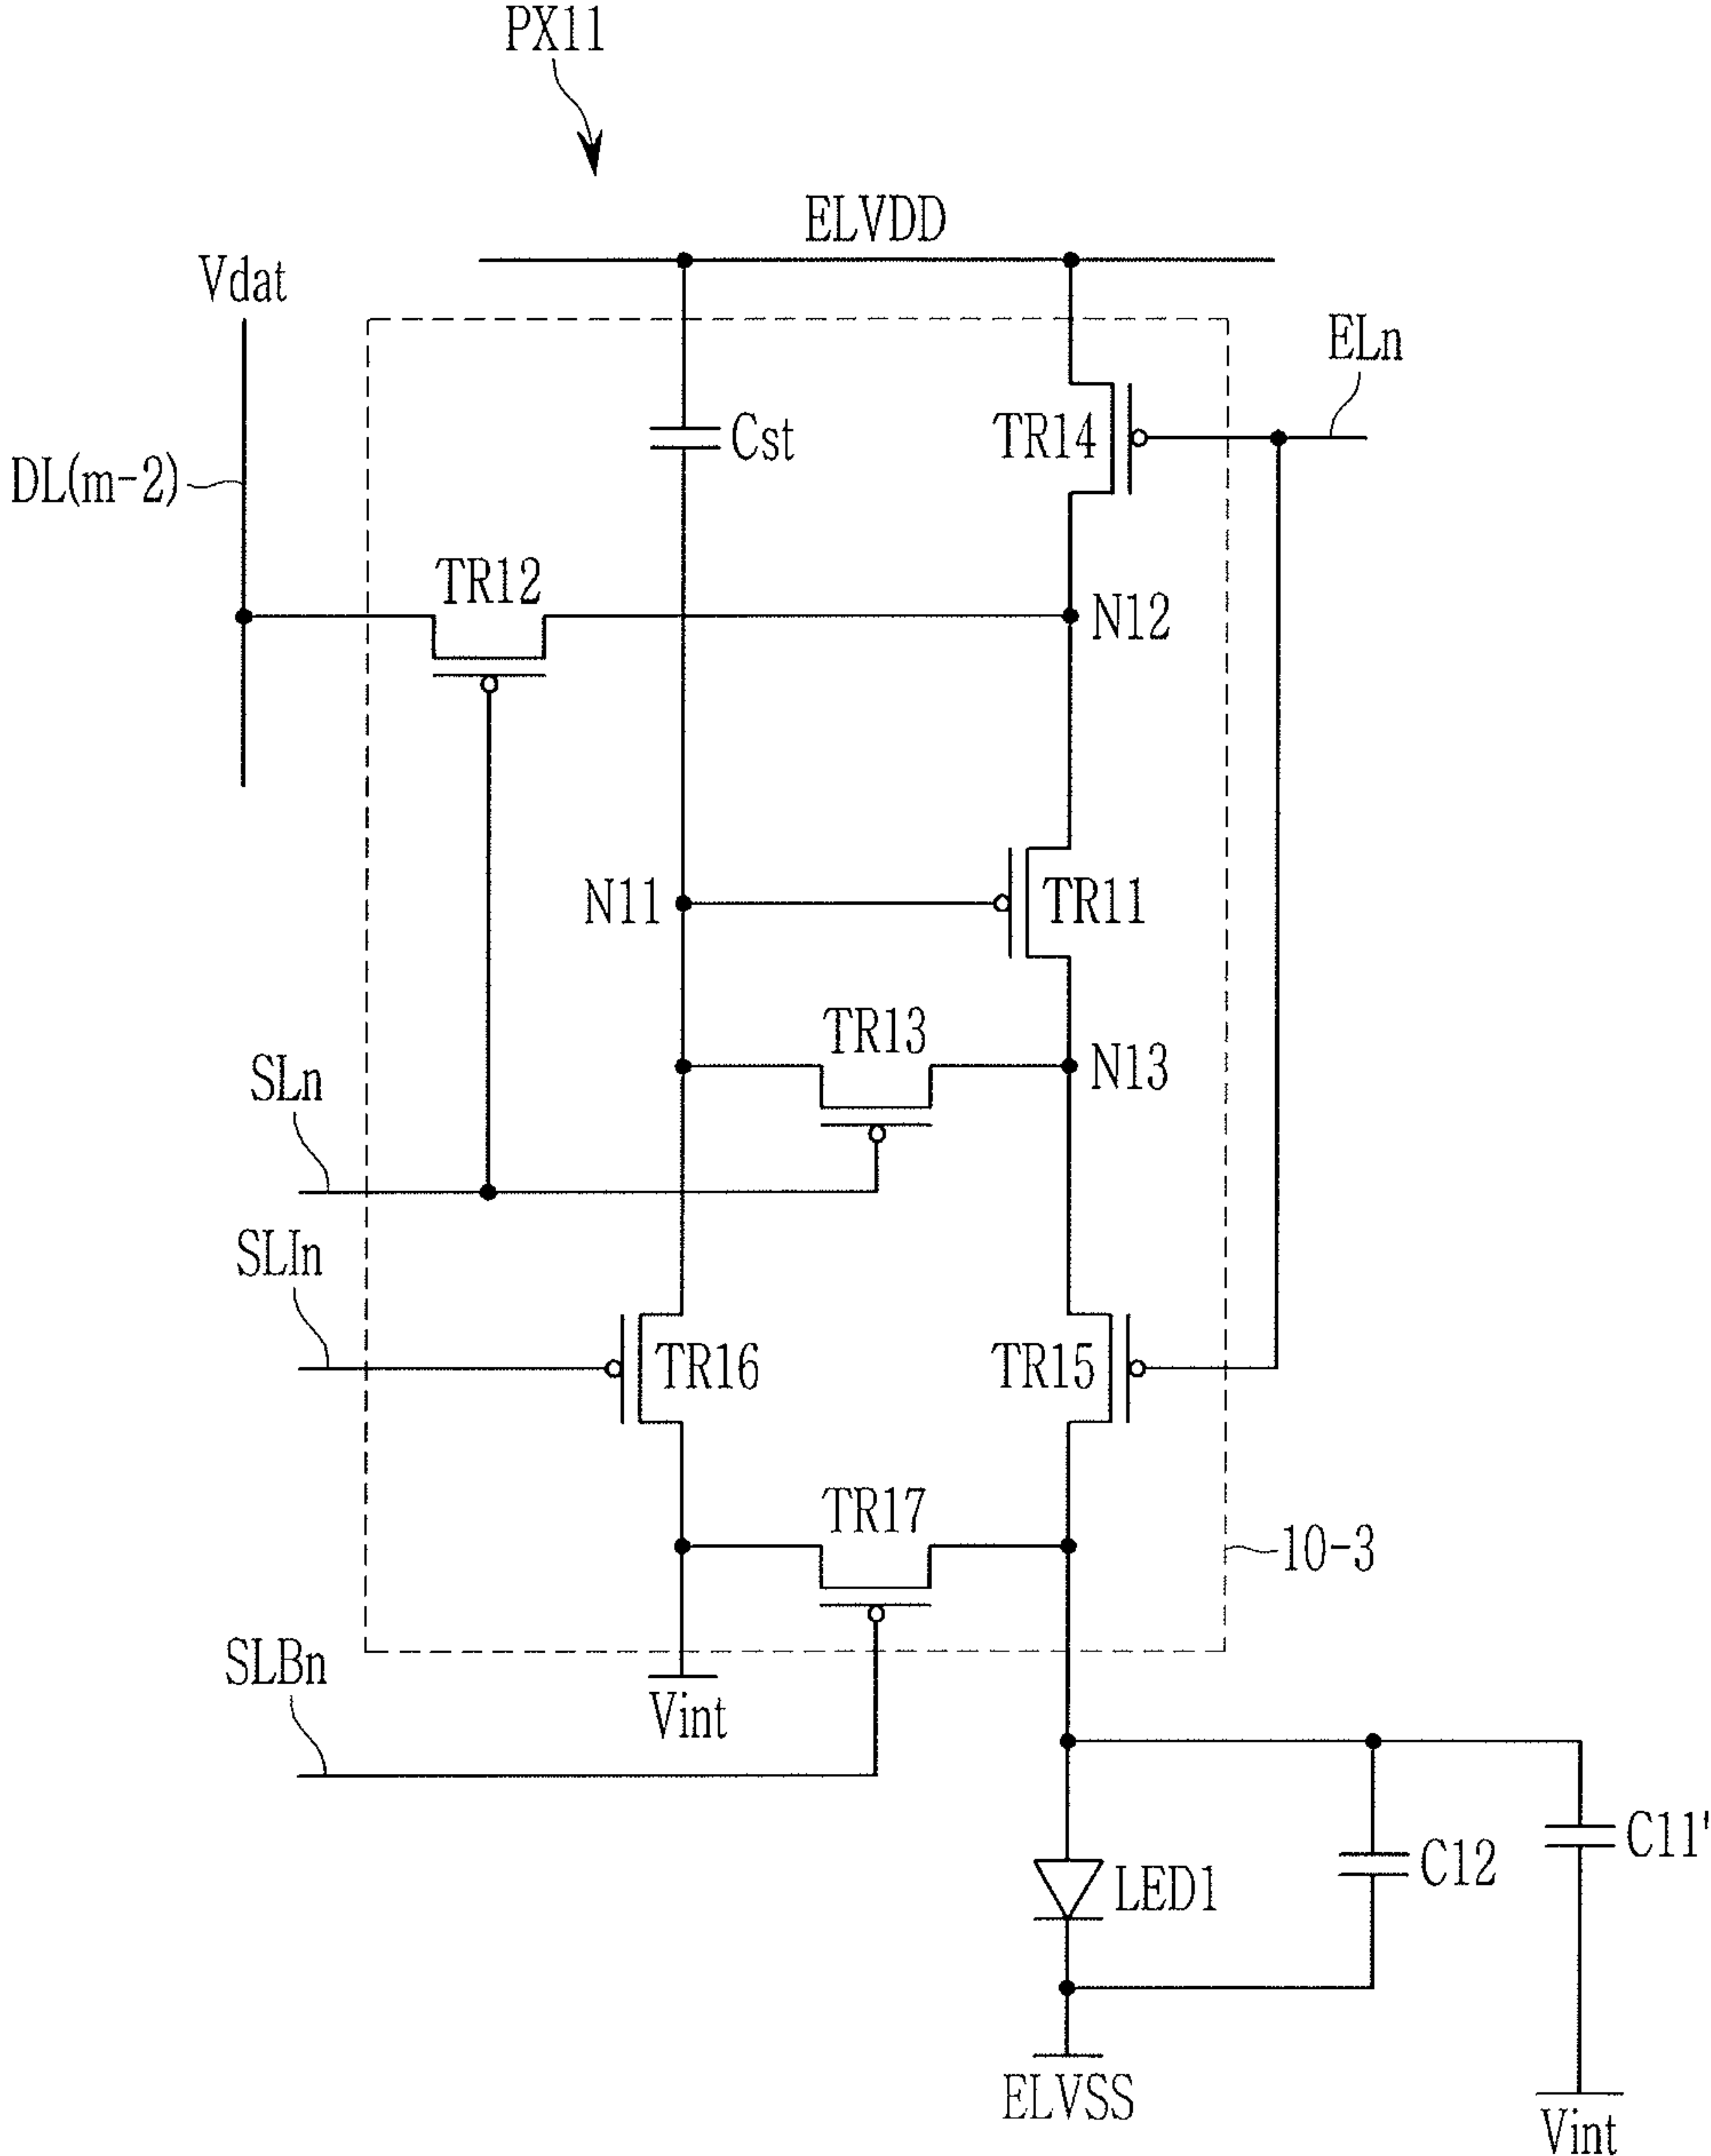 PX11
ELVDD
Vdat
ELn
TR14
Cst
DL(m-2)
TR12
N12
N11
TR11
TR13
N13
SLn
SLIn
TR16
TR15
TR17
10-3
SLBn
Vint
C11'
C12
LED1
ELVSS
Vint